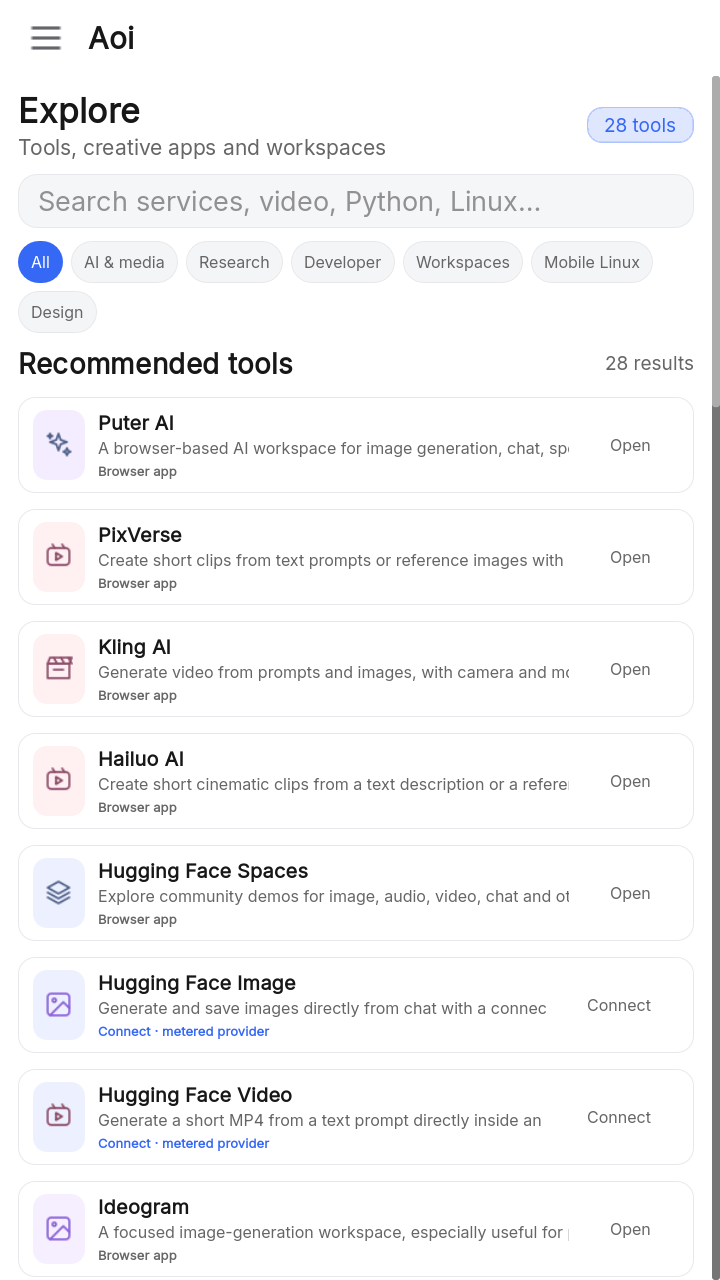 Aoi
Explore
28 tools
Tools, creative apps and workspaces
Search services, video, Python, Linux...
All
AI & media
Research
Developer
Workspaces
Mobile Linux
Design
Recommended tools
28 results
Puter AI
A browser-based AI workspace for image generation, chat,
Browser app
Open
PixVerse
Create short clips from text prompts or reference images with
Browser app
Open
Kling AI
Generate video from prompts and images, with camera and
Browser app
Open
Hailuo AI
Create short cinematic clips from a text description or a
Browser app
Open
Hugging Face Spaces
Explore community demos for image, audio, video, chat and
Browser app
Open
Hugging Face Image
Generate and save images directly from chat with a connec
Connect · metered provider
Connect
Hugging Face Video
Generate a short MP4 from a text prompt directly inside an
Connect · metered provider
Connect
Ideogram
A focused image-generation workspace, especially useful for
Browser app
Open